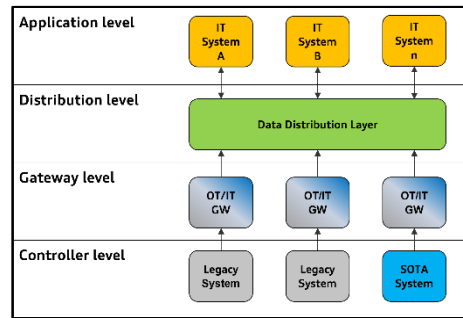 Application level
IT
System
A
IT
System
B
IT
System
n
Distribution level
Data Distribution Layer
Gateway level
OT/IT
GW
OT/IT
GW
OT/IT
GW
Controller level
Legacy
System
Legacy
System
SOTA
System